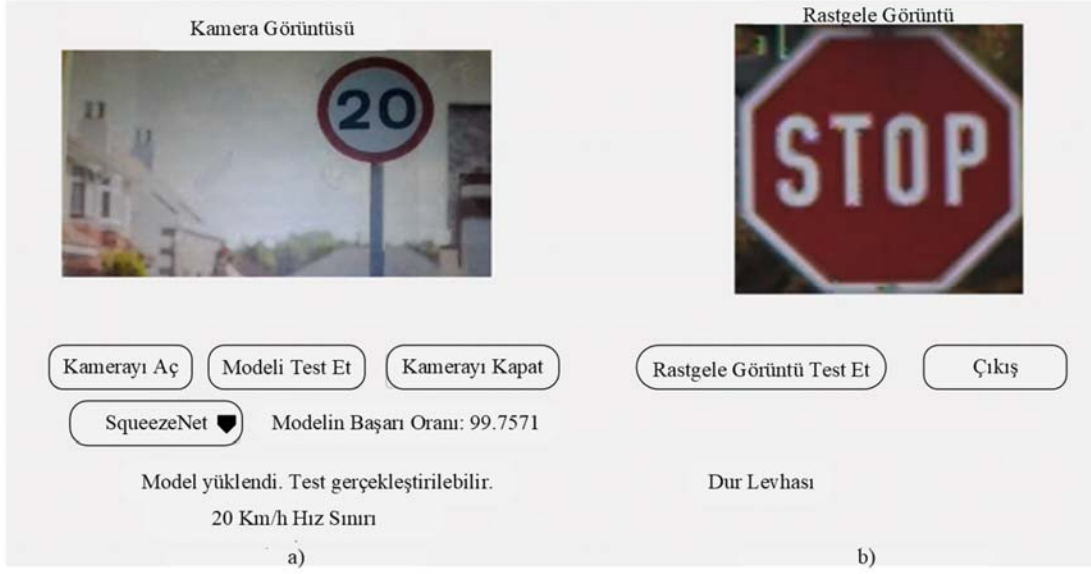 Kamera Görüntüsü
20
Kamerayı Aç
Modeli Test Et
Kamerayı Kapat
SqueezeNet
Modelin Başarı Oranı: 99.7571
Model yüklendi. Test gerçekleştirilebilir.
20 Km/h Hız Sınırı
a)
Rastgele Görüntü
STOP
Rastgele Görüntü Test Et
Çıkış
Dur Levhası
b)